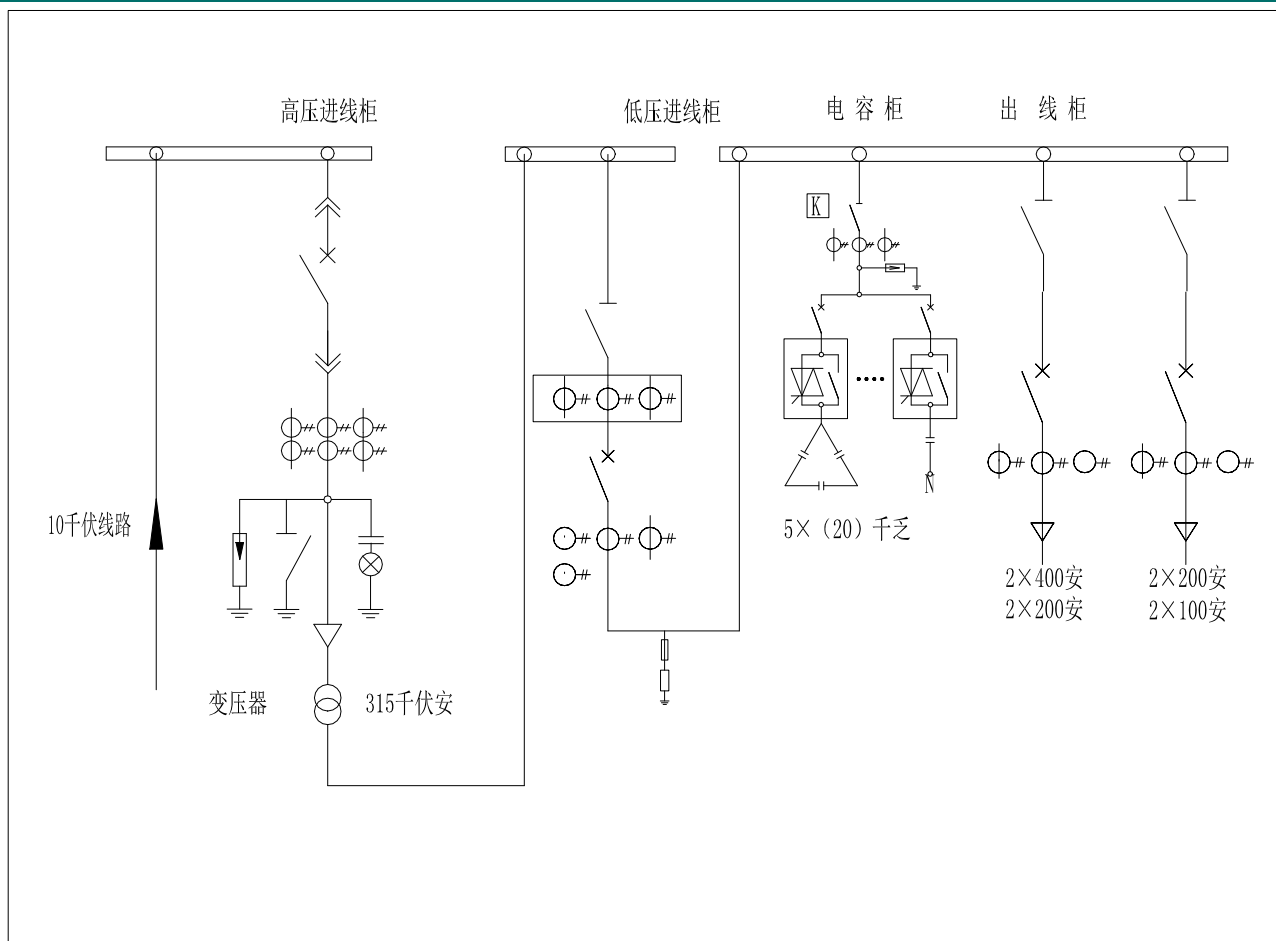 高压进线柜
低压进线柜
电容柜
出线柜
K
10千伏线路
N
5×(20)千乏
2×400安
2×200安
2×200安
2×100安
变压器
315千伏安